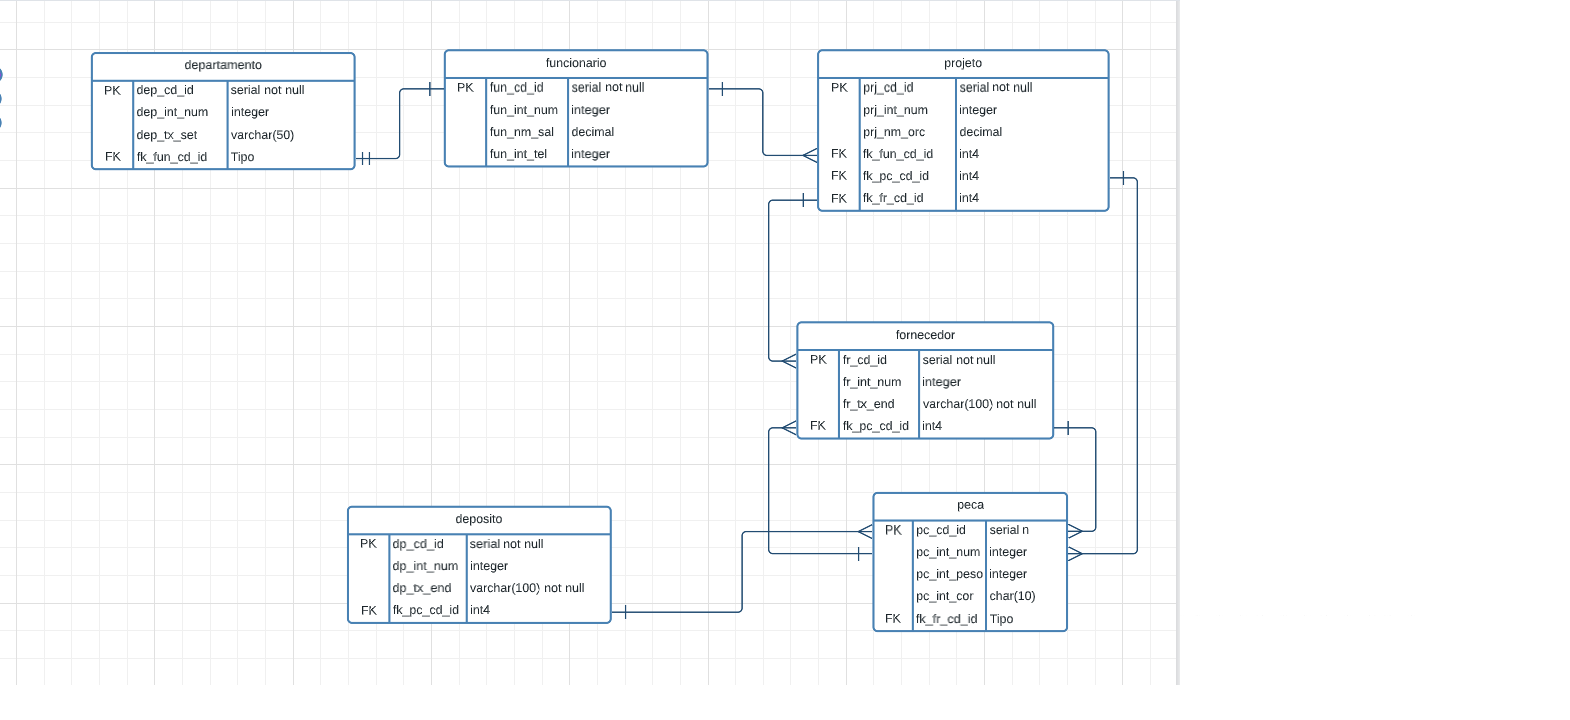 departamento
PK dep_cd_id serial not null
dep_int_num integer
dep_tx_set varchar(50)
FK fk_fun_cd_id Tipo
funcionario
PK fun_cd_id serial not null
fun_int_num integer
fun_nm_sal decimal
fun_int_tel integer
projeto
PK prj_cd_id serial not null
prj_int_num integer
prj_nm_orc decimal
FK fk_fun_cd_id int4
FK fk_pc_cd_id int4
FK fk_fr_cd_id int4
fornecedor
PK fr_cd_id serial not null
fr_int_num integer
fr_tx_end varchar(100) not null
FK fk_pc_cd_id int4
deposito
PK dp_cd_id serial not null
dp_int_num integer
dp_tx_end varchar(100) not null
FK fk_pc_cd_id int4
peca
PK pc_cd_id serial n
pc_int_num integer
pc_int_peso integer
pc_int_cor char(10)
FK fk_fr_cd_id Tipo